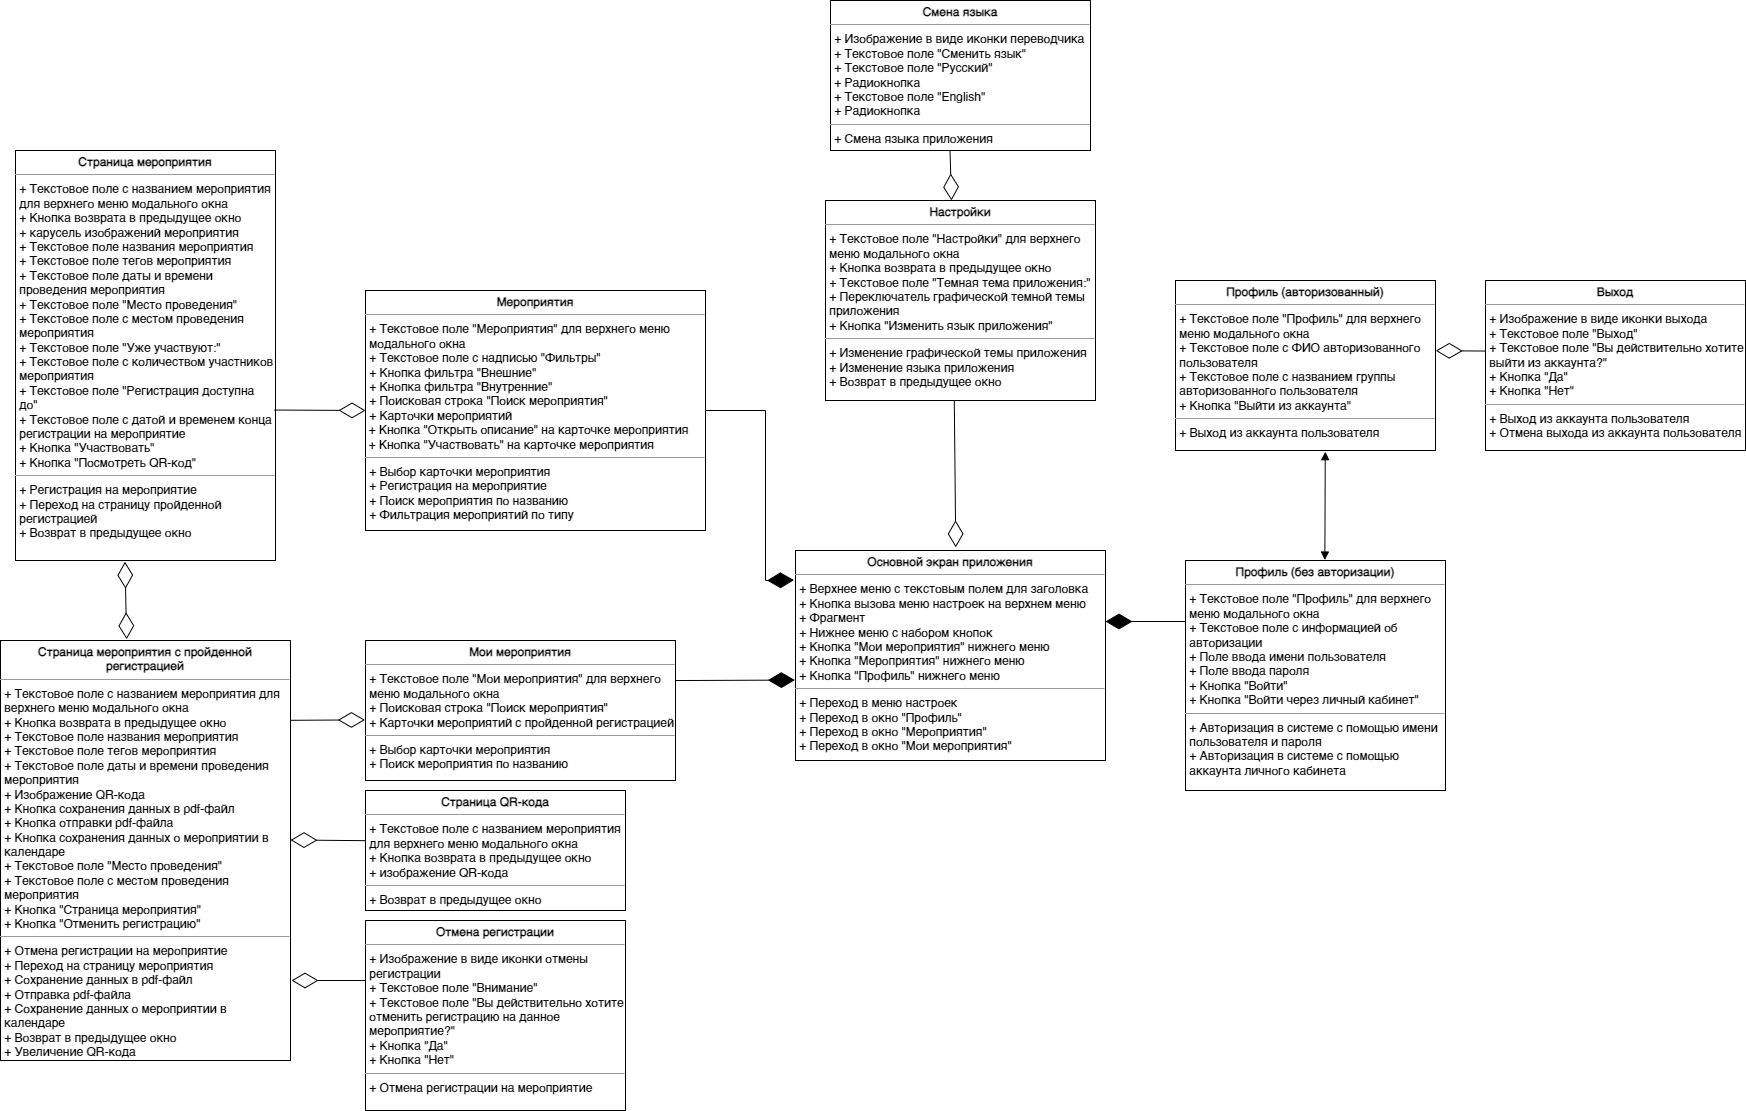 Смена языка
+ Изображение в виде иконки переводчика
+ Текстовое поле "Сменить язык"
+ Текстовое поле "Русский"
+ Радиокнопка
+ Текстовое поле "English"
+ Радиокнопка
+ Смена языка приложения
Страница мероприятия
+ Текстовое поле с названием мероприятия
для верхнего меню модального окна
+ Кнопка возврата в предыдущее окно
+ карусель изображений мероприятия
+ Текстовое поле названия мероприятия
+ Текстовое поле тегов мероприятия
+ Текстовое поле даты и времени
проведения мероприятия
+ Текстовое поле "Место проведения"
+ Текстовое поле с местом проведения
мероприятия
+ Текстовое поле "Уже участвуют:"
+ Текстовое поле с количеством участников
мероприятия
+ Текстовое поле "Регистрация доступна
до"
+ Текстовое поле с датой и временем конца
регистрации на мероприятие
+ Кнопка "Участвовать"
+ Кнопка "Посмотреть QR-код"
+ Регистрация на мероприятие
+ Переход на страницу пройденной
регистрацией
+ Возврат в предыдущее окно
Мероприятия
+ Текстовое поле "Мероприятия" для верхнего меню
модального окна
+ Текстовое поле с надписью "Фильтры"
+ Кнопка фильтра "Внешние"
+ Кнопка фильтра "Внутренние"
+ Поисковая строка "Поиск мероприятия"
+ Карточки мероприятий
+ Кнопка "Открыть описание" на карточке мероприятия
+ Кнопка "Участвовать" на карточке мероприятия
+ Выбор карточки мероприятия
+ Регистрация на мероприятие
+ Поиск мероприятия по названию
+ Фильтрация мероприятий по типу
Настройки
+ Текстовое поле "Настройки" для верхнего
меню модального окна
+ Кнопка возврата в предыдущее окно
+ Текстовое поле "Темная тема приложения:"
+ Переключатель графической темной темы
приложения
+ Кнопка "Изменить язык приложения"
+ Изменение графической темы приложения
+ Изменение языка приложения
+ Возврат в предыдущее окно
Профиль (авторизованный)
+ Текстовое поле "Профиль" для верхнего
меню модального окна
+ Текстовое поле с ФИО авторизованного
пользователя
+ Текстовое поле с названием группы
авторизованного пользователя
+ Кнопка "Выйти из аккаунта"
+ Выход из аккаунта пользователя
Выход
+ Изображение в виде иконки выхода
+ Текстовое поле "Выход"
+ Текстовое поле "Вы действительно хотите
выйти из аккаунта?"
+ Кнопка "Да"
+ Кнопка "Нет"
+ Выход из аккаунта пользователя
+ Отмена выхода из аккаунта пользователя
Основной экран приложения
+ Верхнее меню с текстовым полем для заголовка
+ Кнопка вызова меню настроек на верхнем меню
+ Фрагмент
+ Нижнее меню с набором кнопок
+ Кнопка "Мои мероприятия" нижнего меню
+ Кнопка "Мероприятия" нижнего меню
+ Кнопка "Профиль" нижнего меню
+ Переход в меню настроек
+ Переход в окно "Профиль"
+ Переход в окно "Мероприятия"
+ Переход в окно "Мои мероприятия"
Профиль (без авторизации)
+ Текстовое поле "Профиль" для верхнего
меню модального окна
+ Текстовое поле с информацией об
авторизации
+ Поле ввода имени пользователя
+ Поле ввода пароля
+ Кнопка "Войти"
+ Кнопка "Войти через личный кабинет"
+ Авторизация в системе с помощью имени
пользователя и пароля
+ Авторизация в системе с помощью
аккаунта личного кабинета
Страница мероприятия с пройденной
регистрацией
+ Текстовое поле с названием мероприятия для
верхнего меню модального окна
+ Кнопка возврата в предыдущее окно
+ Текстовое поле названия мероприятия
+ Текстовое поле тегов мероприятия
+ Текстовое поле даты и времени проведения
мероприятия
+ Изображение QR-кода
+ Кнопка сохранения данных в pdf-файл
+ Кнопка отправки pdf-файла
+ Кнопка сохранения данных о мероприятии в
календаре
+ Текстовое поле "Место проведения"
+ Текстовое поле с местом проведения
мероприятия
+ Кнопка "Страница мероприятия"
+ Кнопка "Отменить регистрацию"
+ Отмена регистрации на мероприятие
+ Переход на страницу мероприятия
+ Сохранение данных в pdf-файл
+ Отправка pdf-файла
+ Сохранение данных о мероприятии в
календаре
+ Возврат в предыдущее окно
+ Увеличение QR-кода
Мои мероприятия
+ Текстовое поле "Мои мероприятия" для верхнего
меню модального окна
+ Поисковая строка "Поиск мероприятия"
+ Карточки мероприятий с пройденной регистрацией
+ Выбор карточки мероприятия
+ Поиск мероприятия по названию
Страница QR-кода
+ Текстовое поле с названием мероприятия
для верхнего меню модального окна
+ Кнопка возврата в предыдущее окно
+ изображение QR-кода
+ Возврат в предыдущее окно
Отмена регистрации
+ Изображение в виде иконки отмены
регистрации
+ Текстовое поле "Внимание"
+ Текстовое поле "Вы действительно хотите
отменить регистрацию на данное
мероприятие?"
+ Кнопка "Да"
+ Кнопка "Нет"
+ Отмена регистрации на мероприятие